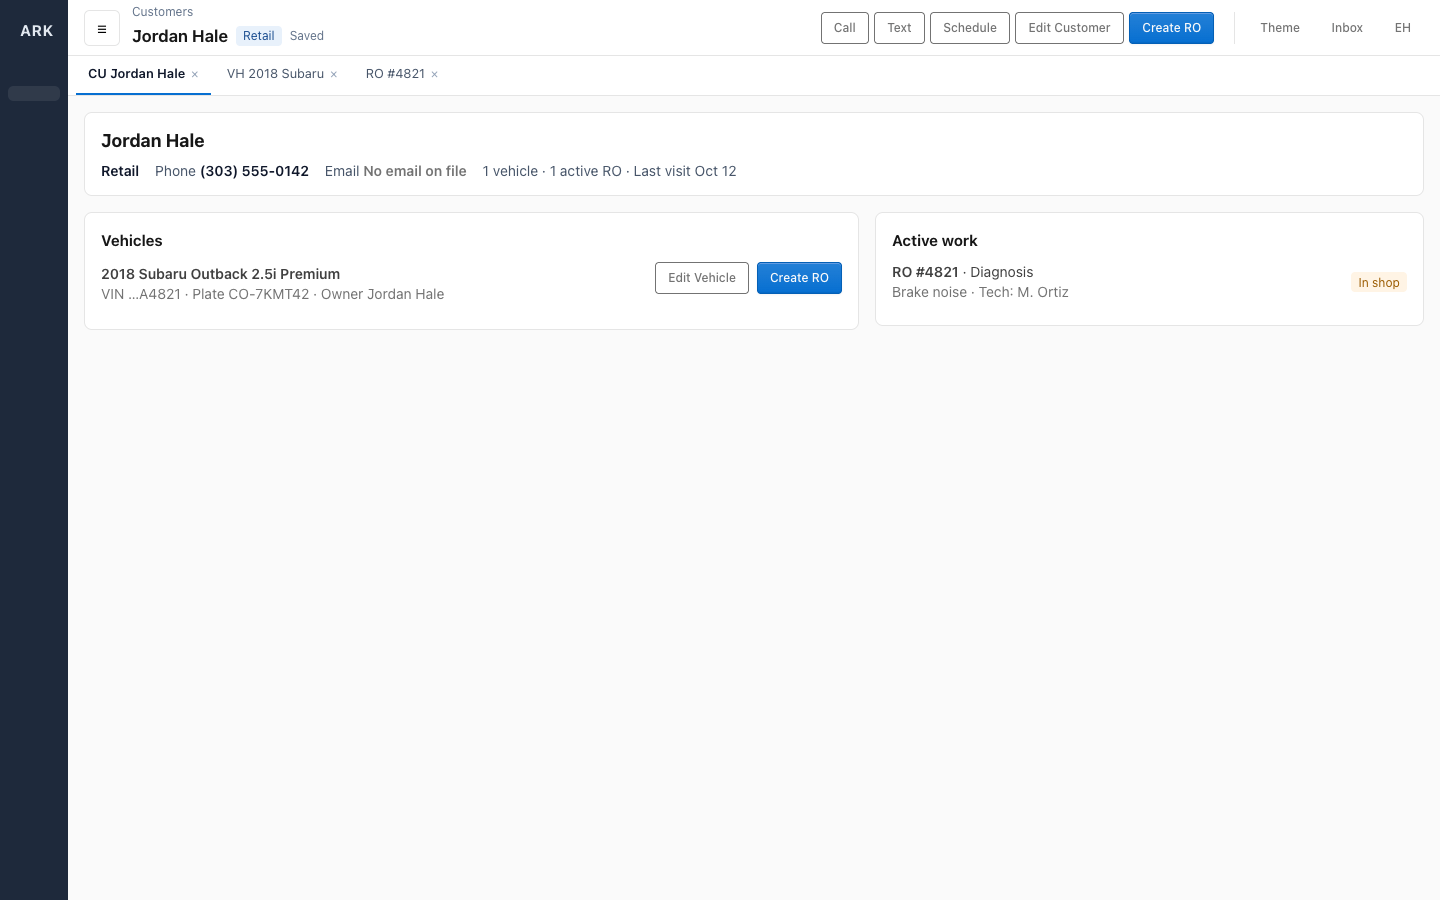 ARK
☰
Customers
Jordan Hale Retail Saved
Call Text Schedule Edit Customer Create RO Theme Inbox EH
CU Jordan Hale × VH 2018 Subaru × RO #4821 ×
Jordan Hale
Retail Phone (303) 555-0142 Email No email on file 1 vehicle · 1 active RO · Last visit Oct 12
Vehicles
2018 Subaru Outback 2.5i Premium
VIN …A4821 · Plate CO-7KMT42 · Owner Jordan Hale
Edit Vehicle Create RO
Active work
RO #4821 · Diagnosis
Brake noise · Tech: M. Ortiz
In shop